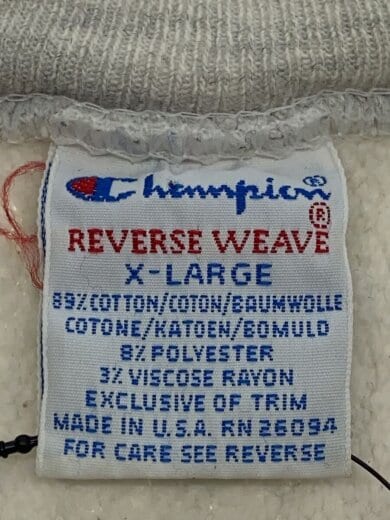 Champion®
®
REVERSE WEAVE
X-LARGE
89% COTTON/COTON/BAUMWOLLE
COTONE/KATOEN/BOMULD
8% POLYESTER
3% VISCOSE RAYON
EXCLUSIVE OF TRIM
MADE IN U.S.A. RN 26094
FOR CARE SEE REVERSE